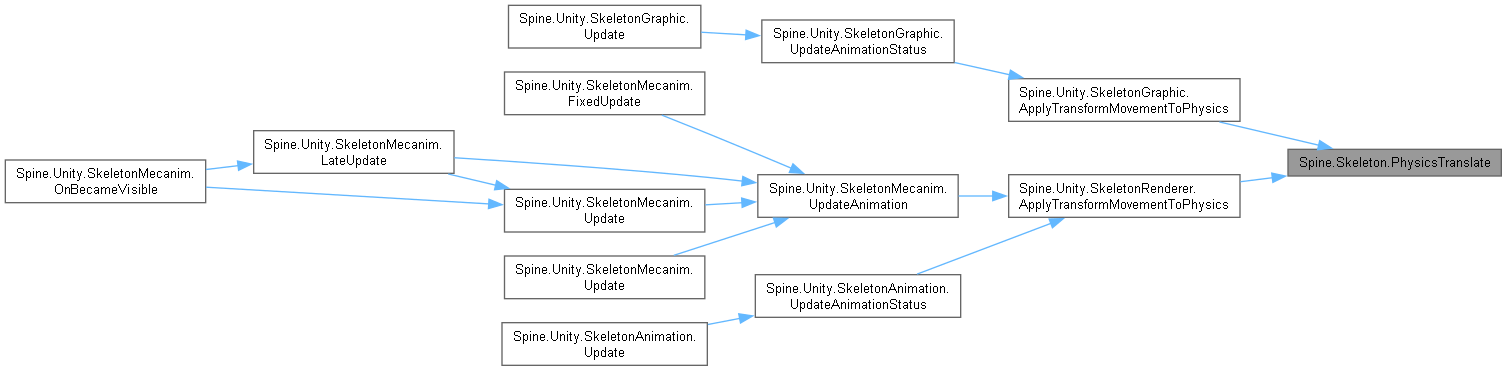 Spine.Unity.SkeletonGraphic.
Update
Spine.Unity.SkeletonGraphic.
UpdateAnimationStatus
Spine.Unity.SkeletonMecanim.
FixedUpdate
Spine.Unity.SkeletonGraphic.
ApplyTransformMovementToPhysics
Spine.Unity.SkeletonMecanim.
LateUpdate
Spine.Skeleton.PhysicsTranslate
Spine.Unity.SkeletonMecanim.
OnBecameVisible
Spine.Unity.SkeletonMecanim.
UpdateAnimation
Spine.Unity.SkeletonRenderer.
ApplyTransformMovementToPhysics
Spine.Unity.SkeletonMecanim.
Update
Spine.Unity.SkeletonMecanim.
Update
Spine.Unity.SkeletonAnimation.
UpdateAnimationStatus
Spine.Unity.SkeletonAnimation.
Update